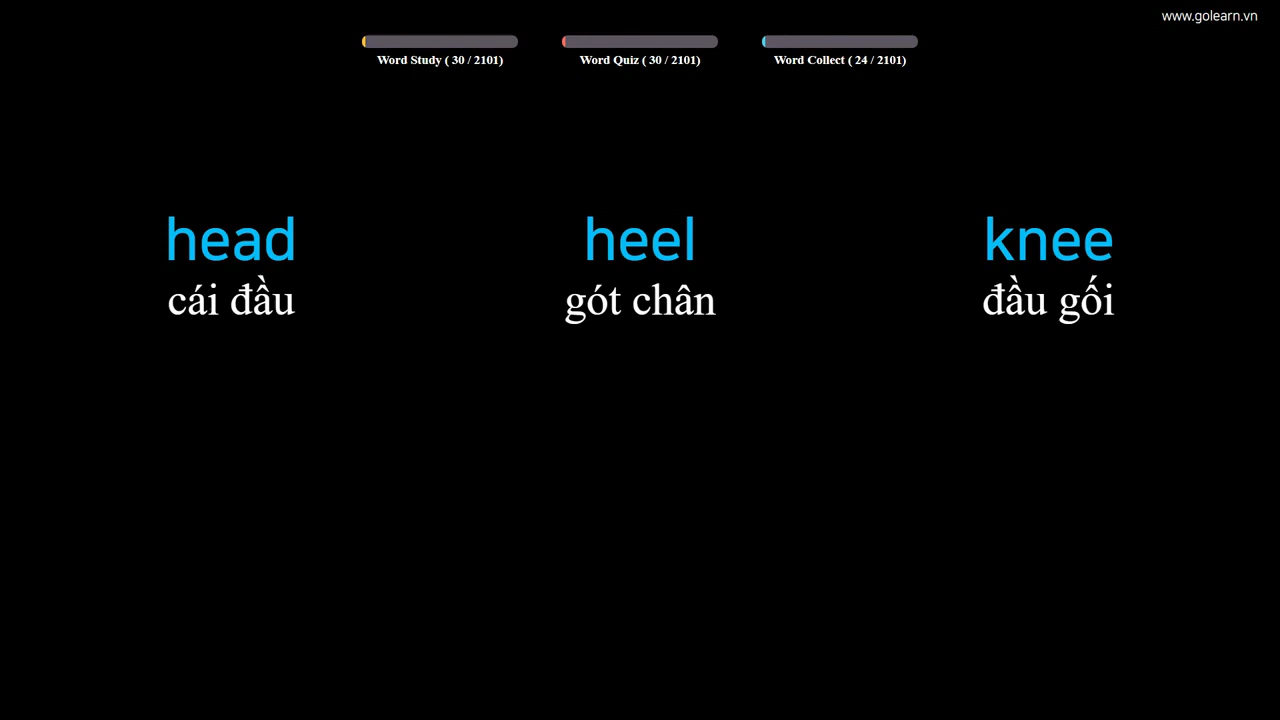 www.golearn.vn
Word Study ( 30 / 2101)
Word Quiz ( 30 / 2101)
Word Collect ( 24 / 2101)
head
cái đầu
heel
gót chân
knee
đầu gối